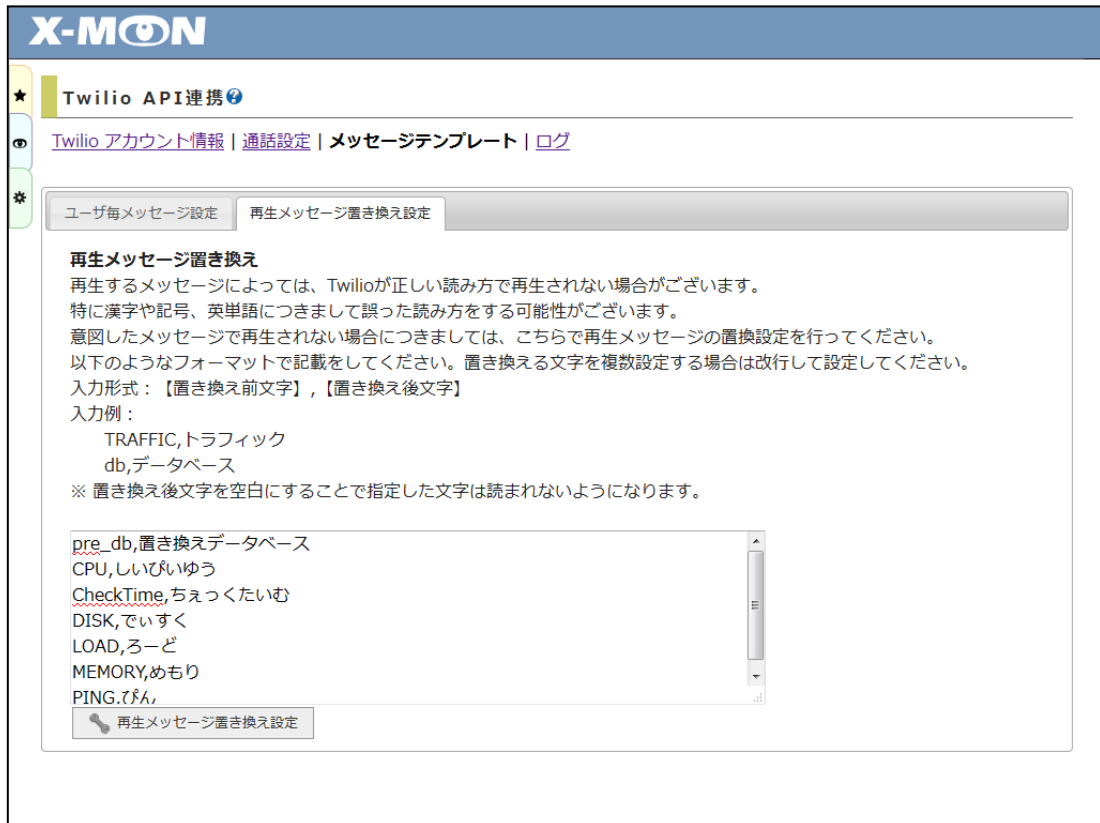 X-MON
Twilio API連携?
Twilio アカウント情報 | 通話設定 | メッセージテンプレート | ログ
ユーザ毎メッセージ設定 再生メッセージ置き換え設定
再生メッセージ置き換え
再生するメッセージによっては、Twilioが正しい読み方で再生されない場合がございます。
特に漢字や記号、英単語につきまして誤った読み方をする可能性がございます。
意図したメッセージで再生されない場合につきましては、こちらで再生メッセージの置換設定を行ってください。
以下のようなフォーマットで記載をしてください。置き換える文字を複数設定する場合は改行して設定してください。
入力形式：【置き換え前文字】,【置き換え後文字】
入力例：
TRAFFIC,トラフィック
db,データベース
※ 置き換え後文字を空白にすることで指定した文字は読まれないようになります。
pre_db,置き換えデータベース
CPU,しいぴいゆう
CheckTime,ちぇっくたいむ
DISK,でぃすく
LOAD,ろーど
MEMORY,めもり
PING,ぴん
再生メッセージ置き換え設定